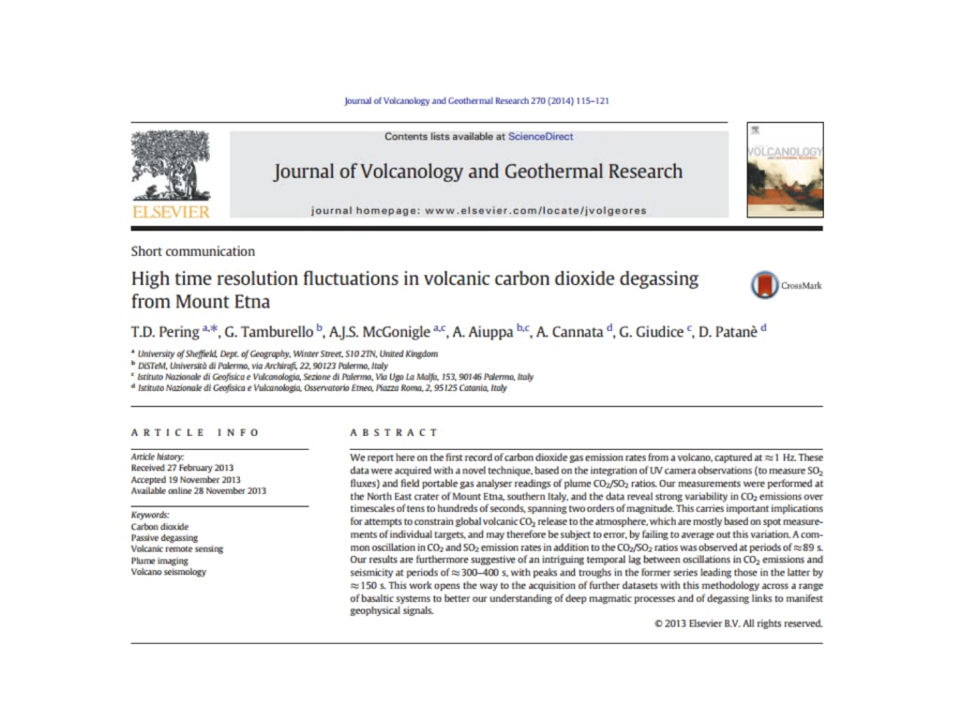 Journal of Volcanology and Geothermal Research 270 (2014) 115–121
Contents lists available at ScienceDirect
Journal of Volcanology and Geothermal Research
journal homepage: www.elsevier.com/locate/jvolgeores
ELSEVIER
VOLCANOLOGY
Short communication
High time resolution fluctuations in volcanic carbon dioxide degassing
from Mount Etna
CrossMark
T.D. Pering a,*, G. Tamburello b, A.J.S. McGonigle a,c, A. Aiuppa b,c, A. Cannata d, G. Giudice c, D. Patanè d
a University of Sheffield, Dept. of Geography, Winter Street, S10 2TN, United Kingdom
b DiSTeM, Università di Palermo, via Archirafi, 22, 90123 Palermo, Italy
c Istituto Nazionale di Geofisica e Vulcanologia, Sezione di Palermo, Via Ugo La Malfa, 153, 90146 Palermo, Italy
d Istituto Nazionale di Geofisica e Vulcanologia, Osservatorio Etneo, Piazza Roma, 2, 95125 Catania, Italy
ARTICLE INFO
Article history:
Received 27 February 2013
Accepted 19 November 2013
Available online 28 November 2013
Keywords:
Carbon dioxide
Passive degassing
Volcanic remote sensing
Plume imaging
Volcano seismology
ABSTRACT
We report here on the first record of carbon dioxide gas emission rates from a volcano, captured at ≈1 Hz. These
data were acquired with a novel technique, based on the integration of UV camera observations (to measure SO₂
fluxes) and field portable gas analyser readings of plume CO₂/SO₂ ratios. Our measurements were performed at
the North East crater of Mount Etna, southern Italy, and the data reveal strong variability in CO₂ emissions over
timescales of tens to hundreds of seconds, spanning two orders of magnitude. This carries important implications
for attempts to constrain global volcanic CO₂ release to the atmosphere, which are mostly based on spot measure-
ments of individual targets, and may therefore be subject to error, by failing to average out this variation. A com-
mon oscillation in CO₂ and SO₂ emission rates in addition to the CO₂/SO₂ ratios was observed at periods of ≈89 s.
Our results are furthermore suggestive of an intriguing temporal lag between oscillations in CO₂ emissions and
seismicity at periods of ≈300–400 s, with peaks and troughs in the former series leading those in the latter by
≈150 s. This work opens the way to the acquisition of further datasets with this methodology across a range
of basaltic systems to better our understanding of deep magmatic processes and of degassing links to manifest
geophysical signals.
© 2013 Elsevier B.V. All rights reserved.